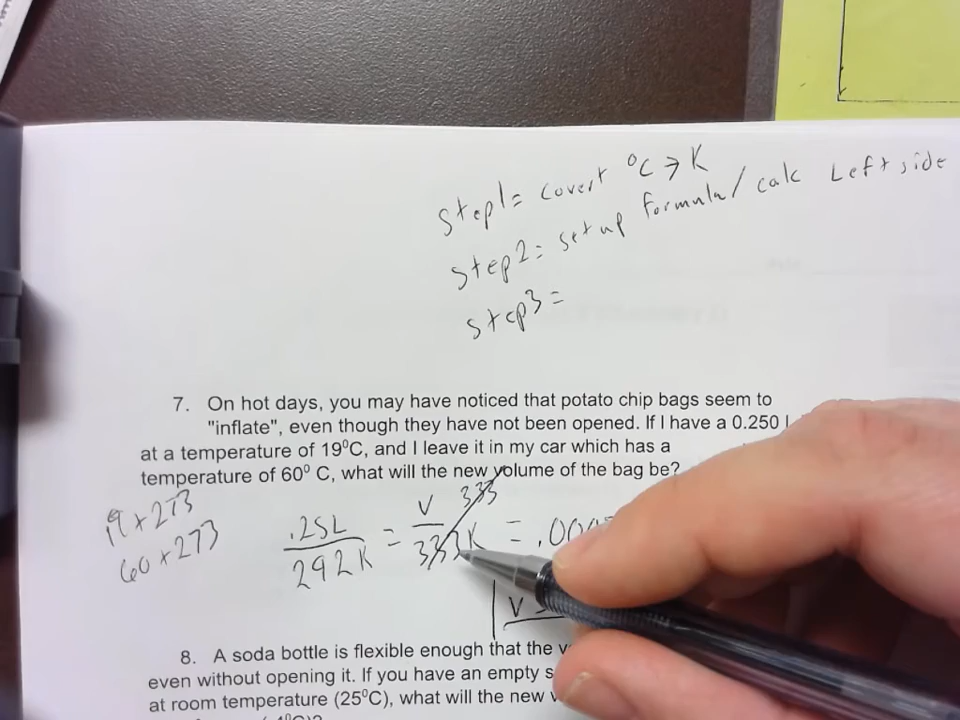 step1= covert °C → K
step2= set up formula/ calc Left side
step3=
7. On hot days, you may have noticed that potato chip bags seem to
"inflate", even though they have not been opened. If I have a 0.250 L
at a temperature of 19⁰C, and I leave it in my car which has a
temperature of 60⁰ C, what will the new volume of the bag be?
19+273
60+273
.25L = V 333 = .000
292K 333K
V =
8. A soda bottle is flexible enough that the v
even without opening it. If you have an empty s
at room temperature (25⁰C), what will the new v